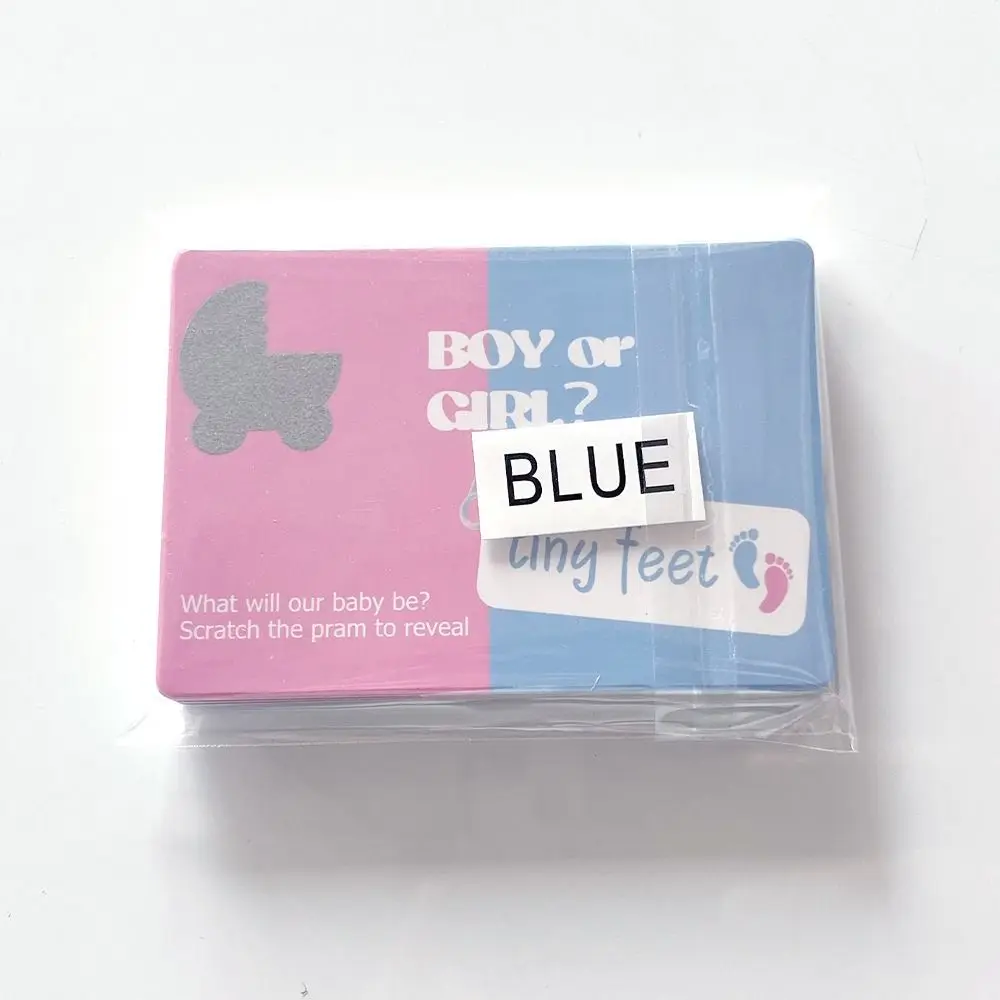 BOY or
GIRL?
BLUE
tiny feet
What will our baby be?
Scratch the pram to reveal